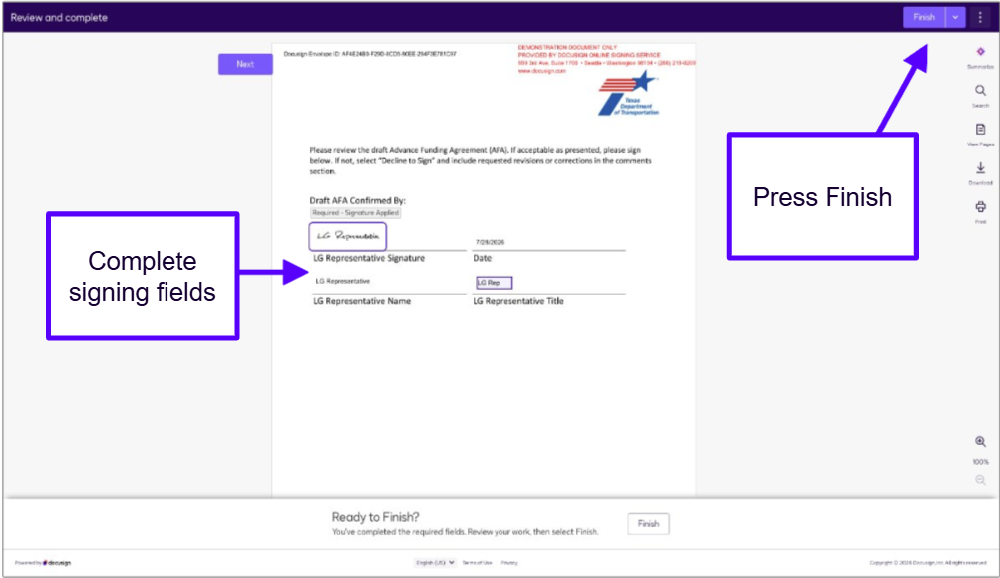 Review and complete
Finish
Next
Docusign Envelope ID:
DEMONSTRATION DOCUMENT ONLY
PROVIDED BY DOCUSIGN ONLINE SIGNING SERVICE
999 3rd Ave, Suite 1700 • Seattle • Washington 98104 • (206) 219-0200
www.docusign.com
Texas
Department
of Transportation
Please review the draft Advance Funding Agreement (AFA). If acceptable as presented, please sign
below. If not, select "Decline to Sign" and include requested revisions or corrections in the comments
section.
Draft AFA Confirmed By:
Required - Signature Applied
LG Representative
7/29/2026
LG Representative Signature
Date
LG Representative
LG Rep
LG Representative Name
LG Representative Title
Complete
signing fields
Press Finish
Summarize
Search
View Pages
Download
Print
100%
Ready to Finish?
You've completed the required fields. Review your work, then select Finish.
Finish
Powered by docusign
English (US)
Terms of Use
Privacy
Copyright © 2026 Docusign, Inc. All rights reserved